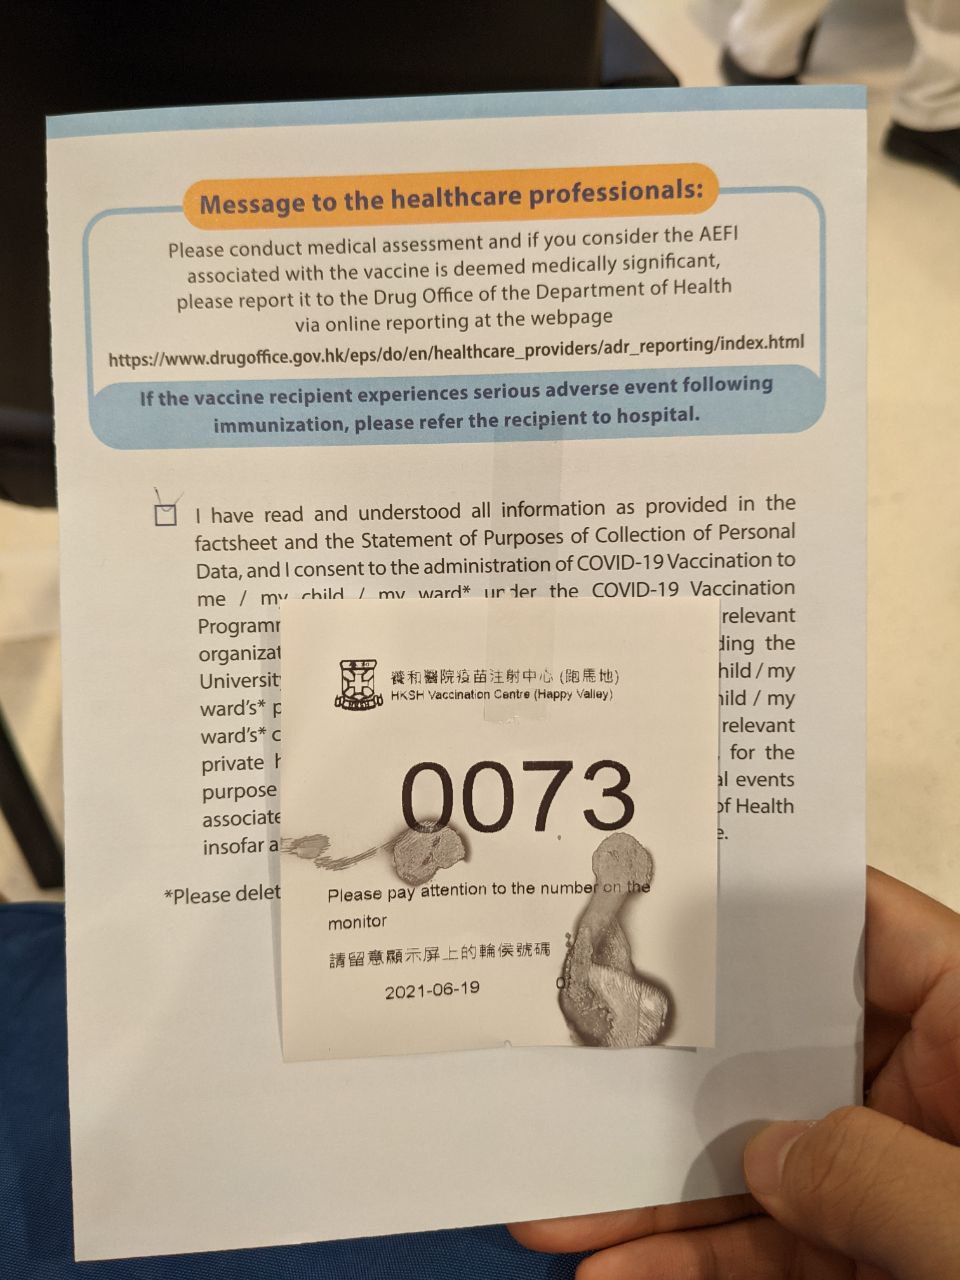 Message to the healthcare professionals:
Please conduct medical assessment and if you consider the AEFI
associated with the vaccine is deemed medically significant,
please report it to the Drug Office of the Department of Health
via online reporting at the webpage
https://www.drugoffice.gov.hk/eps/do/en/healthcare_providers/adr_reporting/index.html
If the vaccine recipient experiences serious adverse event following
immunization, please refer the recipient to hospital.
I have read and understood all information as provided in the
factsheet and the Statement of Purposes of Collection of Personal
Data, and I consent to the administration of COVID-19 Vaccination to
me / my child / my ward* under the COVID-19 Vaccination
relevant
the
/ my
ward's*
/ my
ward's*
relevant
private
for the
purpose
events
of Health
insofar
*Please
養和醫院疫苗注射中心 (跑馬地)
HKSH Vaccination Centre (Happy Valley)
0073
Please pay attention to the number on the
monitor
請留意顯示屏上的輪候號碼
2021-06-19